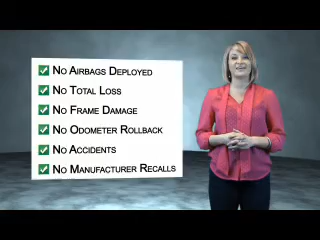 No Airbags Deployed
No Total Loss
No Frame Damage
No Odometer Rollback
No Accidents
No Manufacturer Recalls